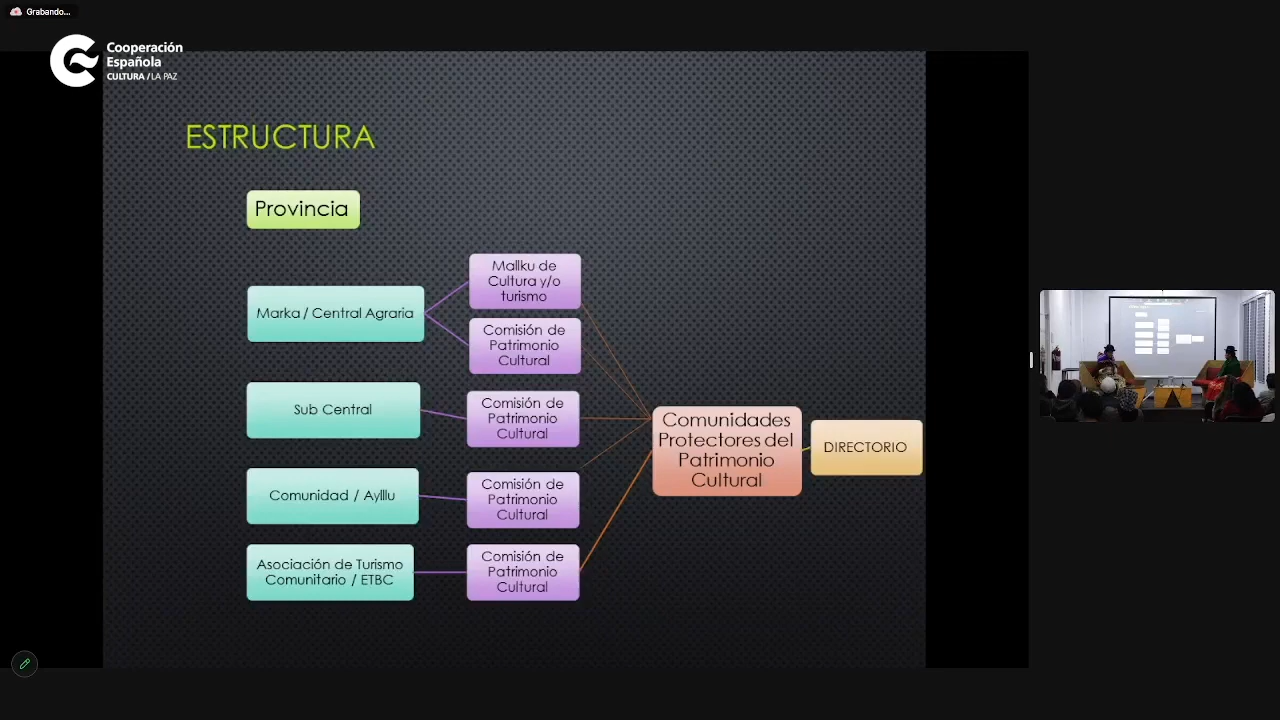 Grabando...
Cooperación
Española
CULTURA / LA PAZ
ESTRUCTURA
Provincia
Marka / Central Agraria
Mallku de
Cultura y/o
turismo
Comisión de
Patrimonio
Cultural
Sub Central
Comisión de
Patrimonio
Cultural
Comunidad / Aylllu
Comisión de
Patrimonio
Cultural
Asociación de Turismo
Comunitario / ETBC
Comisión de
Patrimonio
Cultural
Comunidades
Protectores del
Patrimonio
Cultural
DIRECTORIO